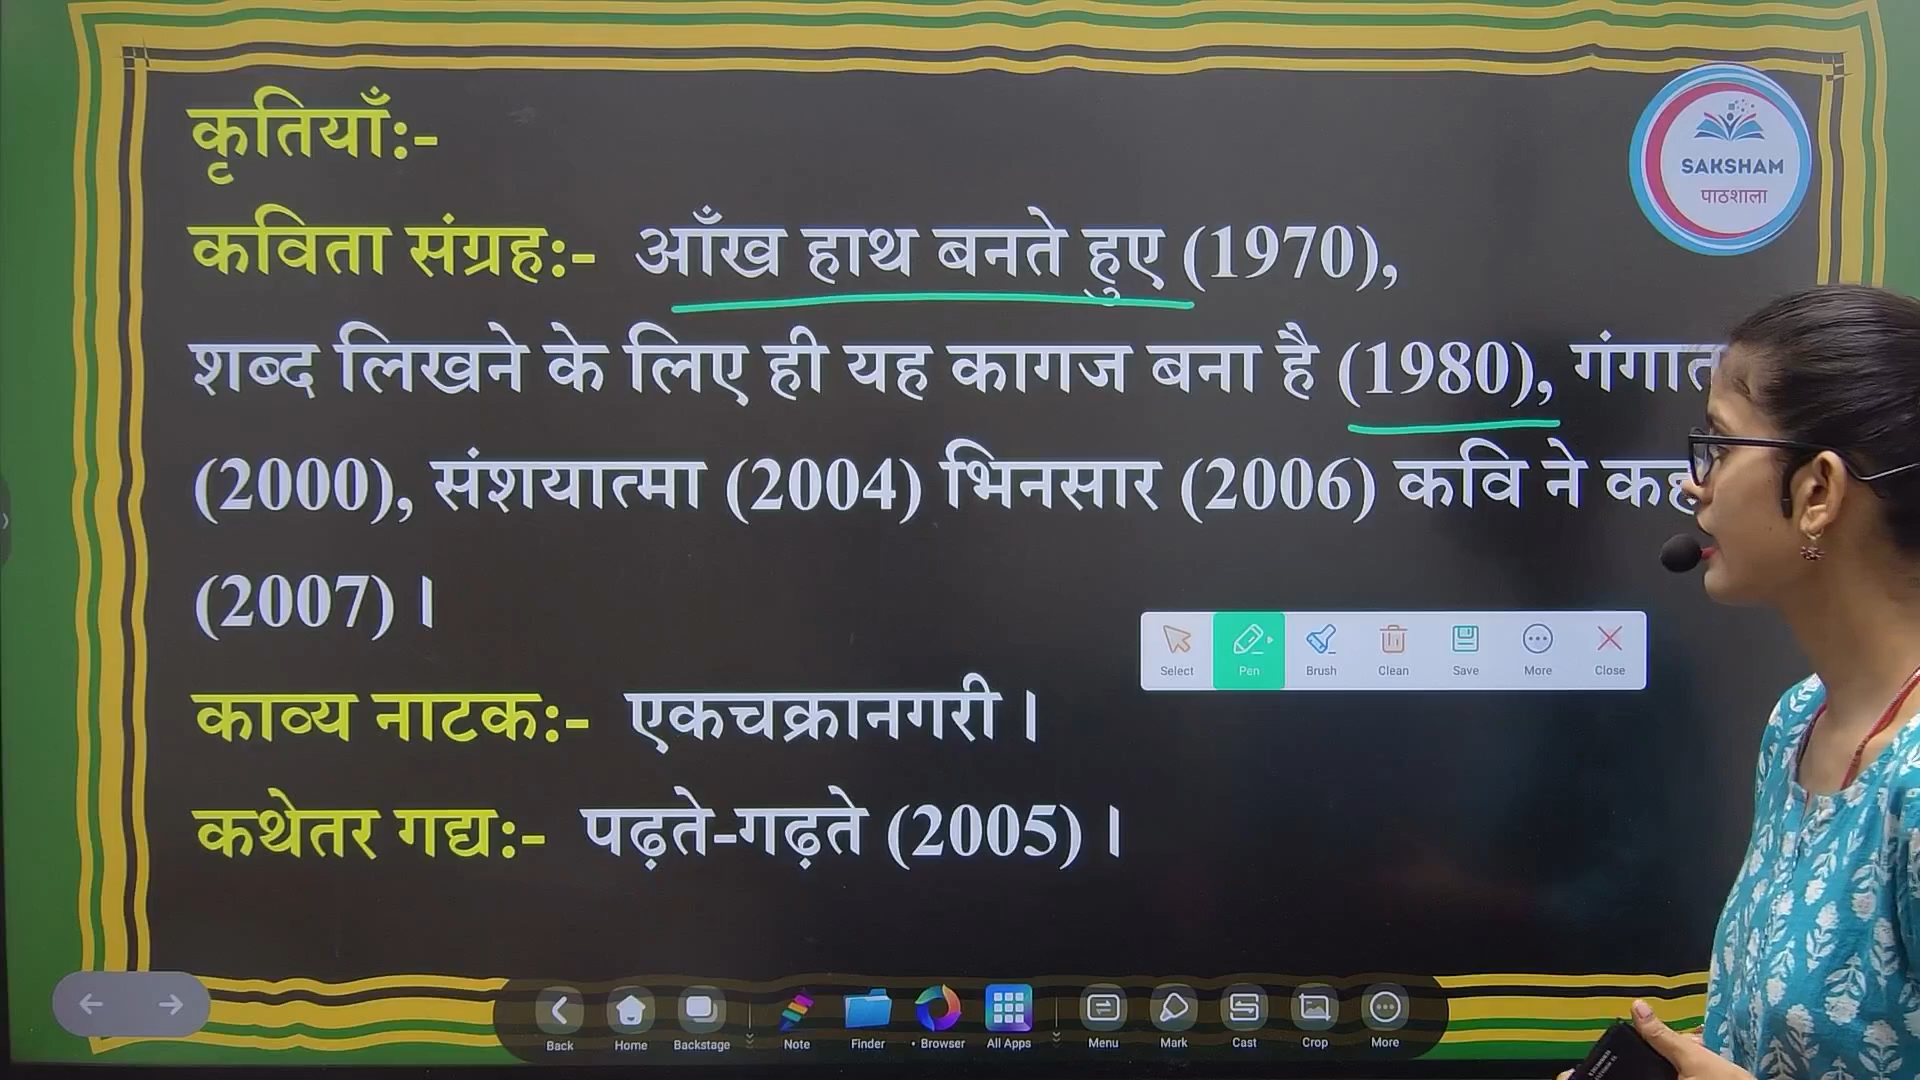 कृतियाँ:-
कविता संग्रह:- आँख हाथ बनते हुए (1970),
शब्द लिखने के लिए ही यह कागज बना है (1980),
(2000), संशयात्मा (2004) भिनसार (2006) कवि ने
(2007) ।
काव्य नाटक:- एकचक्रानगरी ।
कथेतर गद्य:- पढ़ते-गढ़ते (2005) ।
SAKSHAM
पाठशाला
Select Pen Brush Clean Save More Close
Back Home Backstage Note Finder • Browser All Apps Menu Mark Cast Crop More